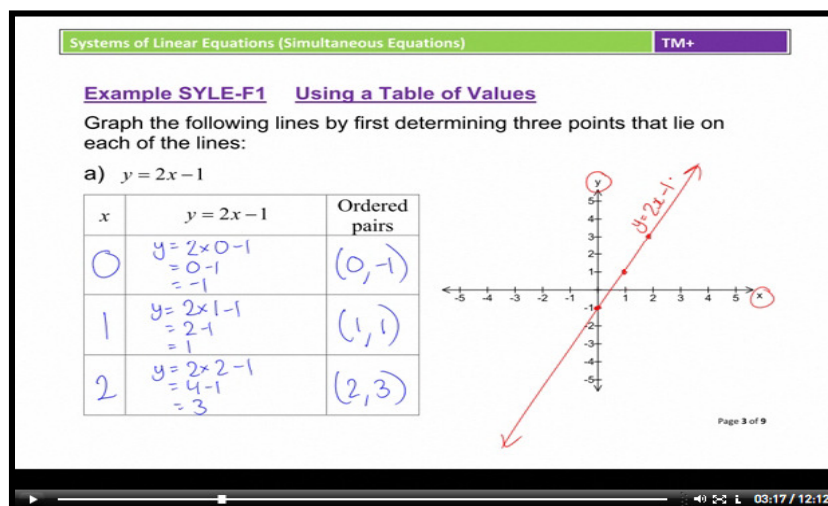 Systems of Linear Equations (Simultaneous Equations) TM+
Example SYLE-F1 Using a Table of Values
Graph the following lines by first determining three points that lie on
each of the lines:
a) y = 2x − 1
x y = 2x − 1 Ordered pairs
0 y = 2×0-1
= 0-1
= -1
(0,-1)
1 y = 2×1-1
= 2-1
= 1
(1,1)
2 y = 2×2-1
= 4-1
= 3
(2,3)
y
y=2x-1.
5
4
3
2
1
-5 -4 -3 -2 -1 1 2 3 4 5 x
-1
-2
-3
-4
-5
Page 3 of 9
03:17 / 12:12